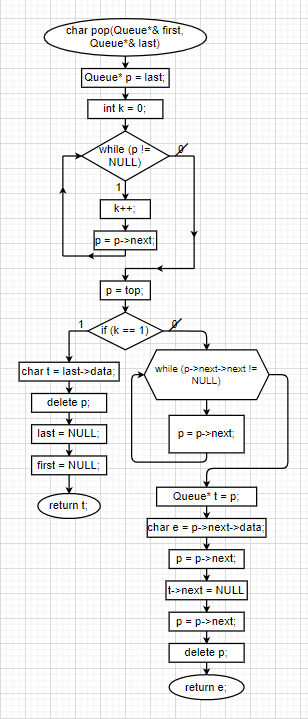 char pop(Queue*& first,
Queue*& last)
Queue* p = last;
int k = 0;
while (p !=
NULL)
0
1
k++;
p = p->next;
p = top;
1
if (k == 1)
0
char t = last->data;
delete p;
last = NULL;
first = NULL;
return t;
while (p->next->next !=
NULL)
p = p->next;
Queue* t = p;
char e = p->next->data;
p = p->next;
t->next = NULL
p = p->next;
delete p;
return e;